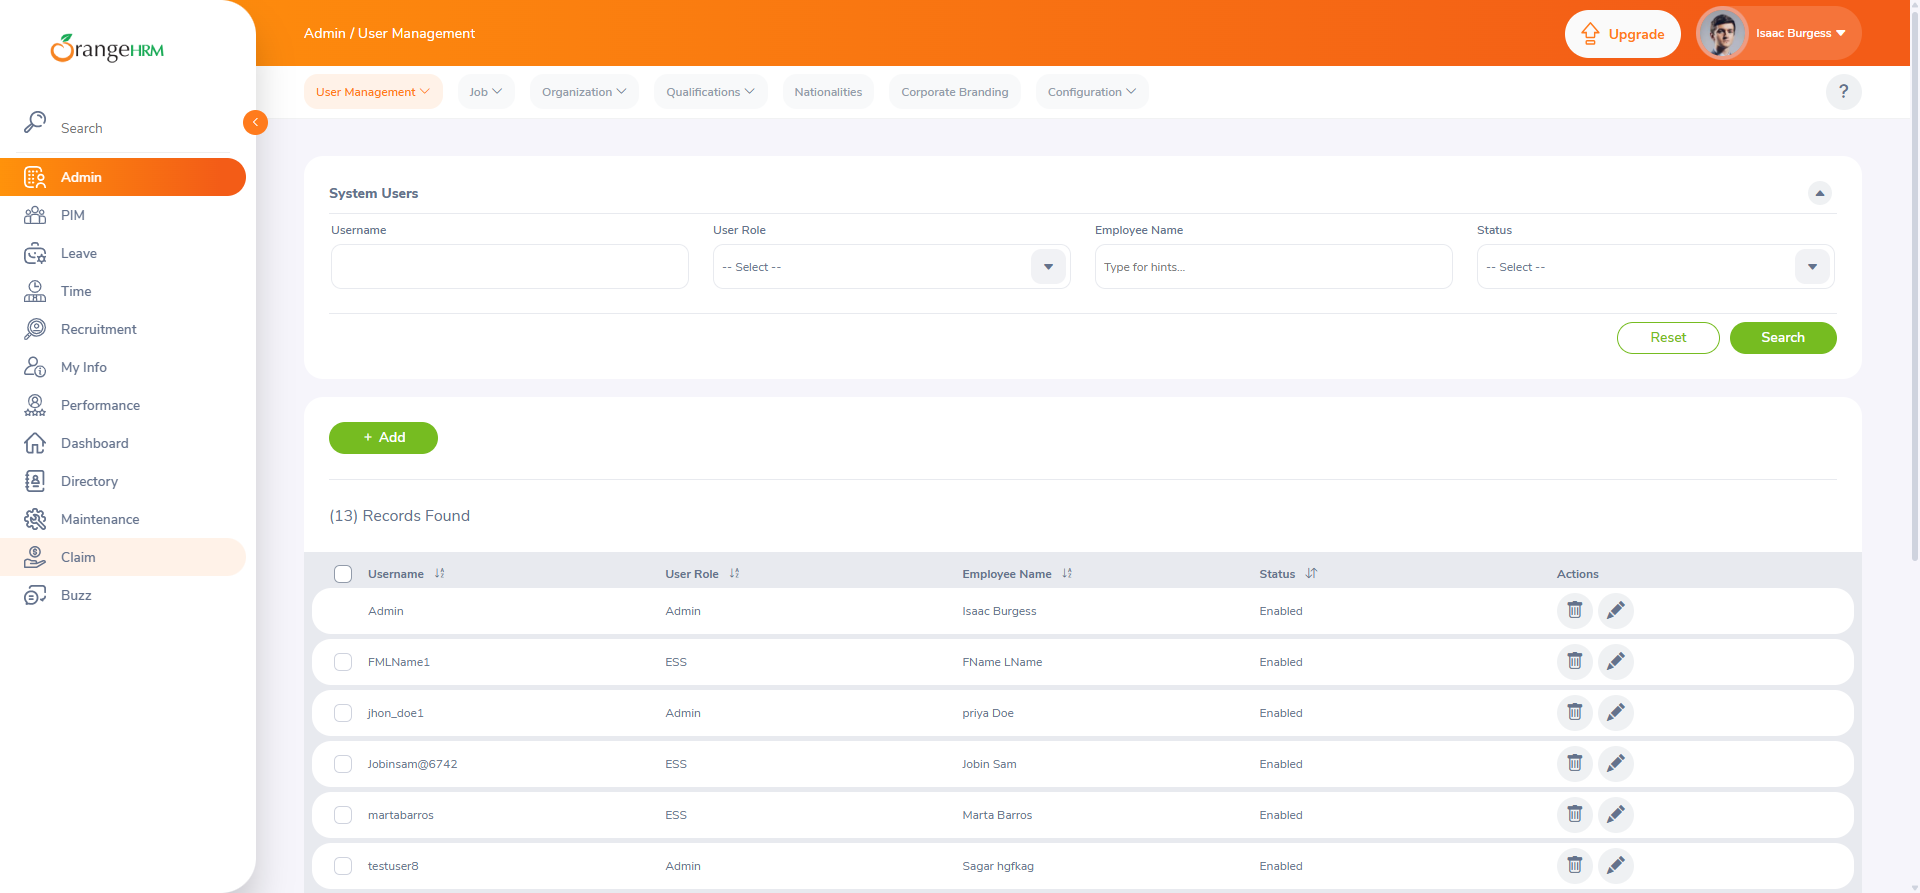 OrangeHRM
Admin / User Management
Upgrade
Isaac Burgess
User Management
Job
Organization
Qualifications
Nationalities
Corporate Branding
Configuration
?
Search
Admin
PIM
Leave
Time
Recruitment
My Info
Performance
Dashboard
Directory
Maintenance
Claim
Buzz
System Users
Username
User Role
Employee Name
Status
-- Select --
Type for hints...
-- Select --
Reset
Search
+ Add
(13) Records Found
Username User Role Employee Name Status Actions
Admin Admin Isaac Burgess Enabled
FMLName1 ESS FName LName Enabled
jhon_doe1 Admin priya Doe Enabled
Jobinsam@6742 ESS Jobin Sam Enabled
martabarros ESS Marta Barros Enabled
testuser8 Admin Sagar hgfkag Enabled